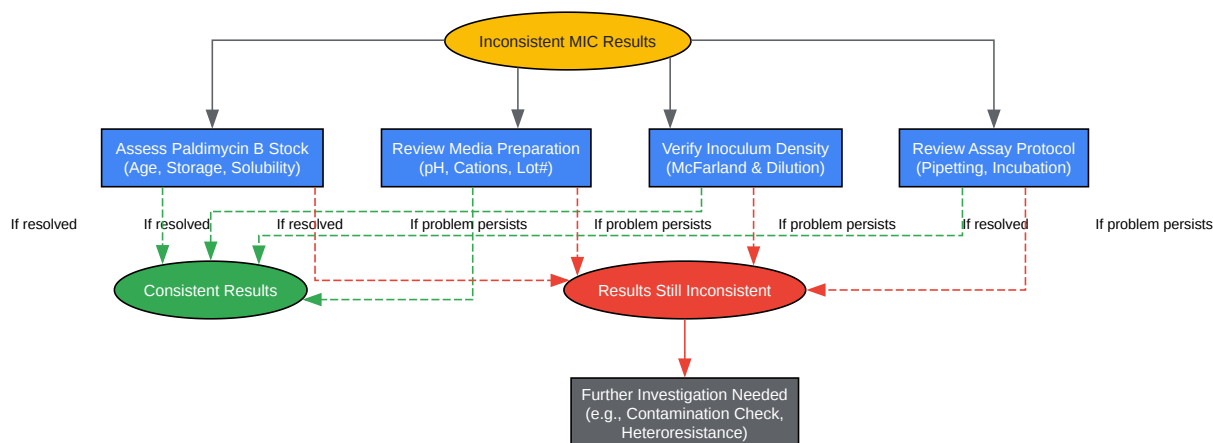 Inconsistent MIC Results
Assess Paldimycin B Stock
(Age, Storage, Solubility)
Review Media Preparation
(pH, Cations, Lot#)
Verify Inoculum Density
(McFarland & Dilution)
Review Assay Protocol
(Pipetting, Incubation)
If resolved
If resolved
If resolved
If problem persists
If problem persists
If problem persists
If resolved
If problem persists
Consistent Results
Results Still Inconsistent
Further Investigation Needed
(e.g., Contamination Check,
Heteroresistance)